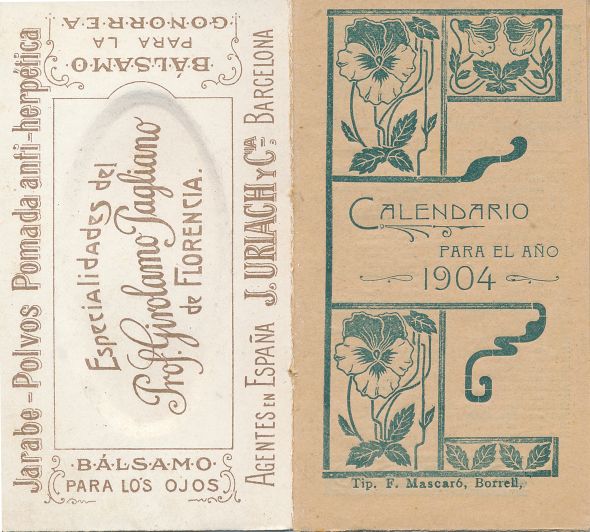 BÁLSAMO
PARA LA
GONORREA
Jarabe-Polvos Pomada anti-herpética
Especialidades del
Prof. Girolamo Pagliano
de FLORENCIA.
AGENTES EN ESPAÑA J. URIACH Y Cª BARCELONA
BÁLSAMO
PARA LOS OJOS
CALENDARIO
PARA EL AÑO
1904
Tip. F. Mascaró, Borrell,